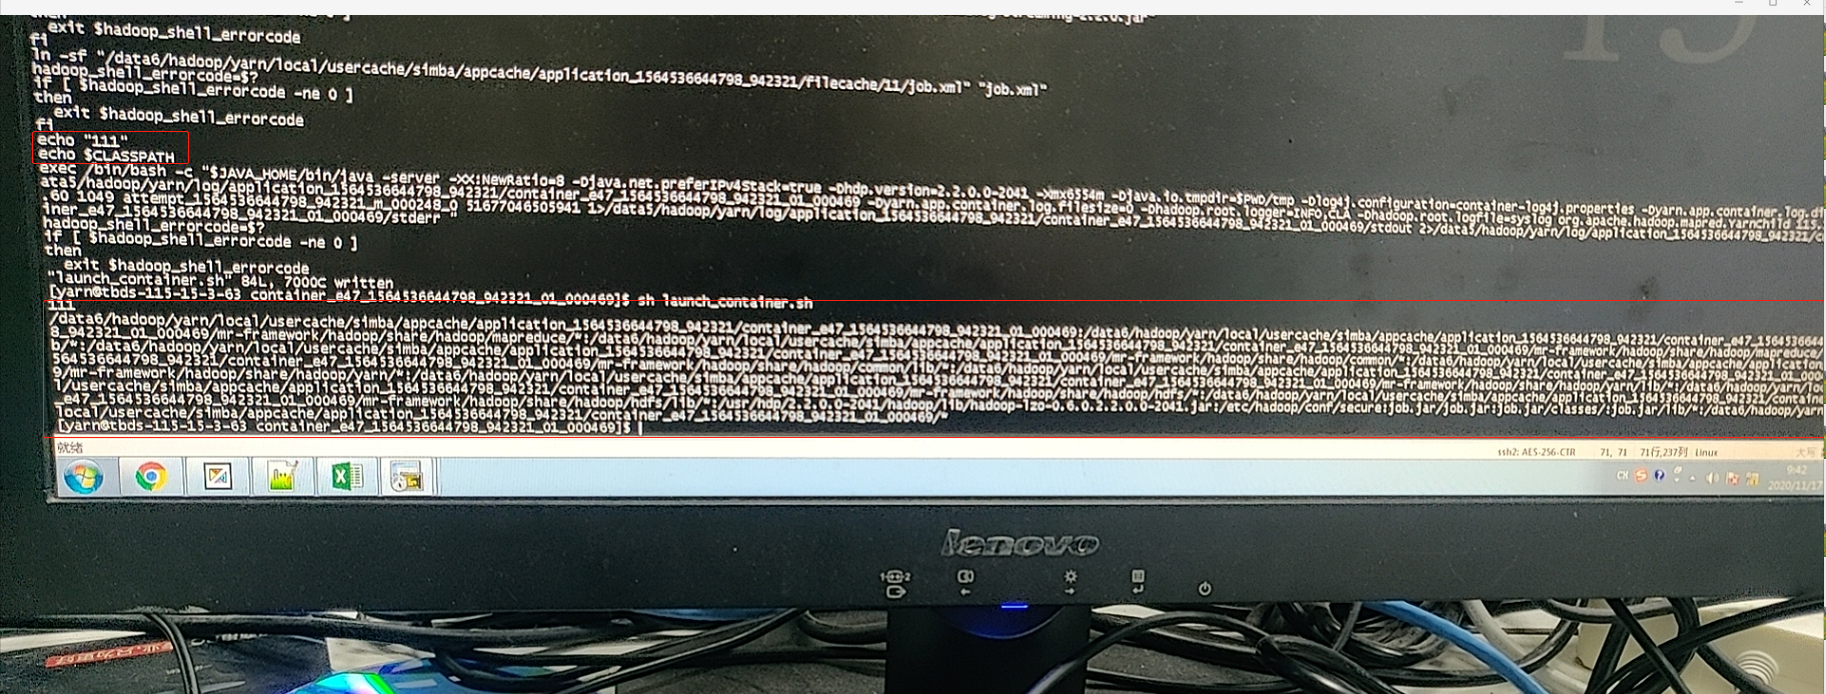 exit $hadoop_shell_errorcode
fi
ln -sf "/data6/hadoop/yarn/local/usercache/simba/appcache/application_1564536644798_942321/filecache/11/job.xml" "job.xml"
hadoop_shell_errorcode=$?
if [ $hadoop_shell_errorcode -ne 0 ]
then
exit $hadoop_shell_errorcode
fi
echo "111"
echo $CLASSPATH
exec /bin/bash -c "$JAVA_HOME/bin/java -server -XX:NewRatio=8 -Djava.net.preferIPv4Stack=true -Dhdp.version=2.2.0.0-2041 -Xmx6554m -Djava.io.tmpdir=$PWD/tmp -Dlog4j.configuration=container-log4j.properties -Dyarn.app.container.log.di
ata5/hadoop/yarn/log/application_1564536644798_942321/container_e47_1564536644798_942321_01_000469 -Dyarn.app.container.log.filesize=0 -Dhadoop.root.logger=INFO,CLA -Dhadoop.root.logfile=syslog org.apache.hadoop.mapred.YarnChild 115.
.60 1049 attempt_1564536644798_942321_m_000248_0 51677046505941 1>/data5/hadoop/yarn/log/application_1564536644798_942321/container_e47_1564536644798_942321_01_000469/stdout 2>/data5/hadoop/yarn/log/application_1564536644798_942321/c
iner_e47_1564536644798_942321_01_000469/stderr "
hadoop_shell_errorcode=$?
if [ $hadoop_shell_errorcode -ne 0 ]
then
exit $hadoop_shell_errorcode
"launch_container.sh" 84L, 7000C written
[yarn@tbds-115-15-3-63 container_e47_1564536644798_942321_01_000469]$ sh launch_container.sh
111
/data6/hadoop/yarn/local/usercache/simba/appcache/application_1564536644798_942321/container_e47_1564536644798_942321_01_000469:/data6/hadoop/yarn/local/usercache/simba/appcache/application_156453664479
8_942321_01_000469/mr-framework/hadoop/share/hadoop/mapreduce/*:/data6/hadoop/yarn/local/usercache/simba/appcache/application_1564536644798_942321/container_e47_1564536644798_942321_01_000469/mr-framework/hadoop/share/hadoop/mapreduce/
b/*:/data6/hadoop/yarn/local/usercache/simba/appcache/application_1564536644798_942321/container_e47_1564536644798_942321_01_000469/mr-framework/hadoop/share/hadoop/common/*:/data6/hadoop/yarn/local/usercache/simba/appcache/application
564536644798_942321/container_e47_1564536644798_942321_01_000469/mr-framework/hadoop/share/hadoop/common/lib/*:/data6/hadoop/yarn/local/usercache/simba/appcache/application_1564536644798_942321/container_e47_1564536644798_942321_01_000
9/mr-framework/hadoop/share/hadoop/yarn/*:/data6/hadoop/yarn/local/usercache/simba/appcache/application_1564536644798_942321/container_e47_1564536644798_942321_01_000469/mr-framework/hadoop/share/hadoop/yarn/lib/*:/data6/hadoop/yarn/lo
l/usercache/simba/appcache/application_1564536644798_942321/container_e47_1564536644798_942321_01_000469/mr-framework/hadoop/share/hadoop/hdfs/*:/data6/hadoop/yarn/local/usercache/simba/appcache/application_1564536644798_942321/containe
e47_1564536644798_942321_01_000469/mr-framework/hadoop/share/hadoop/hdfs/lib/*:/usr/hdp/2.2.0.0-2041/hadoop/lib/hadoop-lzo-0.6.0.2.2.0.0-2041.jar:/etc/hadoop/conf/secure:job.jar/job.jar:job.jar/classes/:job.jar/lib/*:/data6/hadoop/yarn
local/usercache/simba/appcache/application_1564536644798_942321/container_e47_1564536644798_942321_01_000469/*
[yarn@tbds-115-15-3-63 container_e47_1564536644798_942321_01_000469]$
就绪 ssh2: AES-256-CTR 71, 71 71行,237列 Linux
CH
9:42
2020/11/17
lenovo